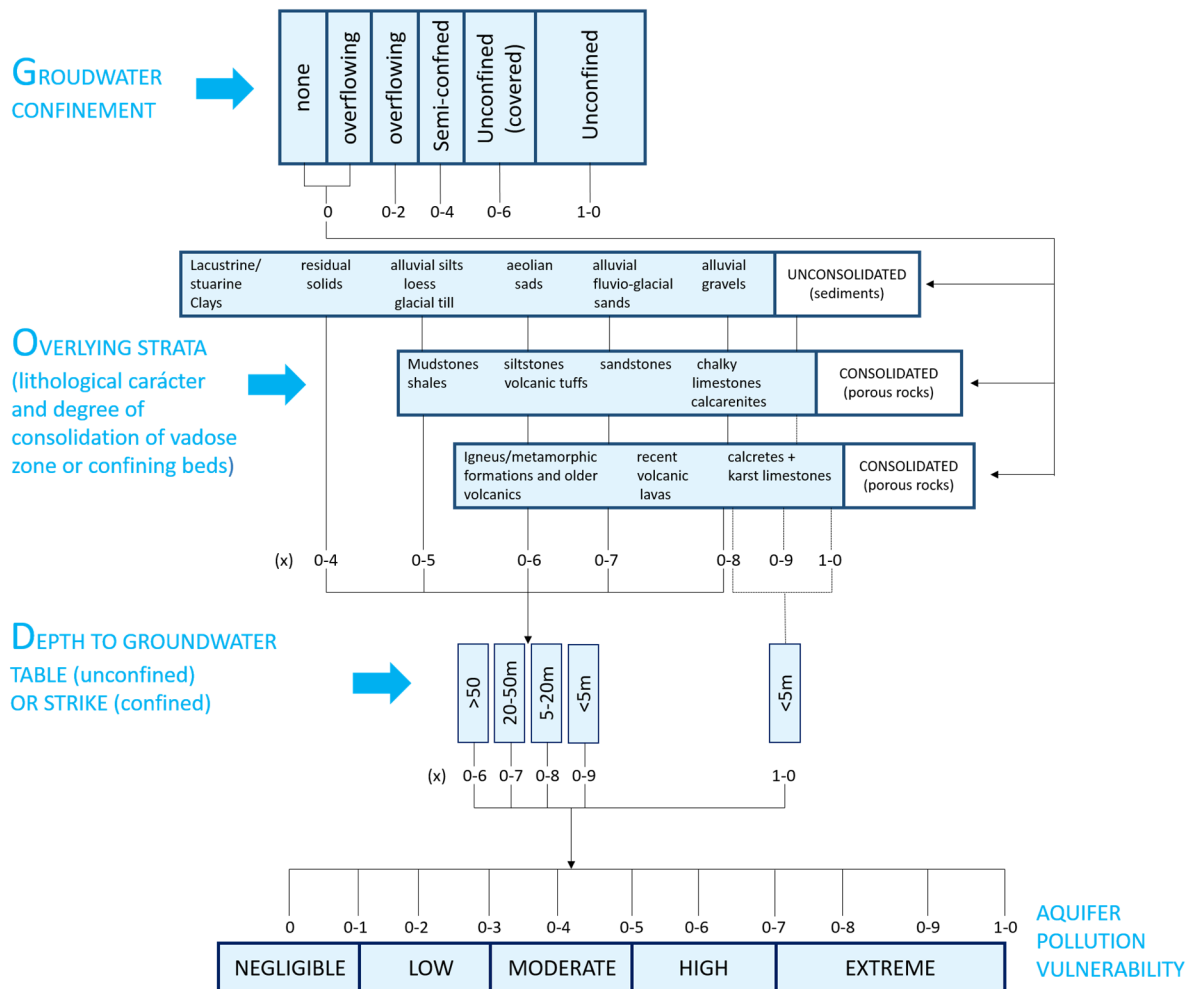 GROUDWATER
CONFINEMENT
none
overflowing
overflowing
Semi-confned
Unconfined
(covered)
Unconfined
0
0-2
0-4
0-6
1-0
Lacustrine/
stuarine
Clays
residual
solids
alluvial silts
loess
glacial till
aeolian
sads
alluvial
fluvio-glacial
sands
alluvial
gravels
UNCONSOLIDATED
(sediments)
OVERLYING STRATA
(lithological carácter
and degree of
consolidation of vadose
zone or confining beds)
Mudstones
shales
siltstones
volcanic tuffs
sandstones
chalky
limestones
calcarenites
CONSOLIDATED
(porous rocks)
Igneus/metamorphic
formations and older
volcanics
recent
volcanic
lavas
calcretes +
karst limestones
CONSOLIDATED
(porous rocks)
(x)
0-4
0-5
0-6
0-7
0-8
0-9
1-0
DEPTH TO GROUNDWATER
TABLE (unconfined)
OR STRIKE (confined)
>50
20-50m
5-20m
<5m
<5m
(x)
0-6
0-7
0-8
0-9
1-0
0
0-1
0-2
0-3
0-4
0-5
0-6
0-7
0-8
0-9
1-0
NEGLIGIBLE
LOW
MODERATE
HIGH
EXTREME
AQUIFER
POLLUTION
VULNERABILITY